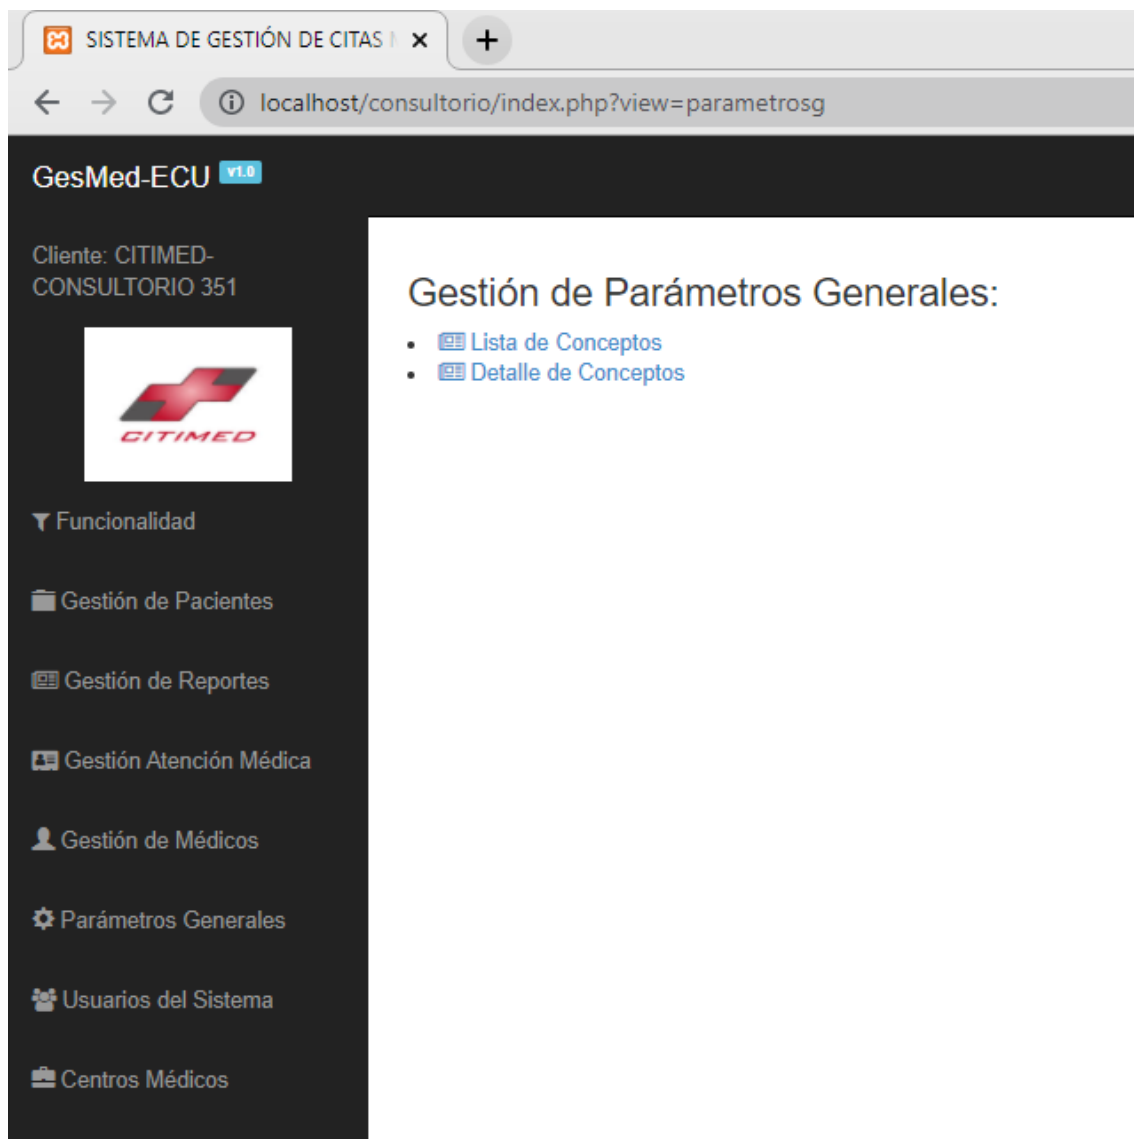 SISTEMA DE GESTIÓN DE CITAS
localhost/consultorio/index.php?view=parametrosg
GesMed-ECU v1.0
Cliente: CITIMED-
CONSULTORIO 351
CITIMED
Funcionalidad
Gestión de Pacientes
Gestión de Reportes
Gestión Atención Médica
Gestión de Médicos
Parámetros Generales
Usuarios del Sistema
Centros Médicos
Gestión de Parámetros Generales:
Lista de Conceptos
Detalle de Conceptos